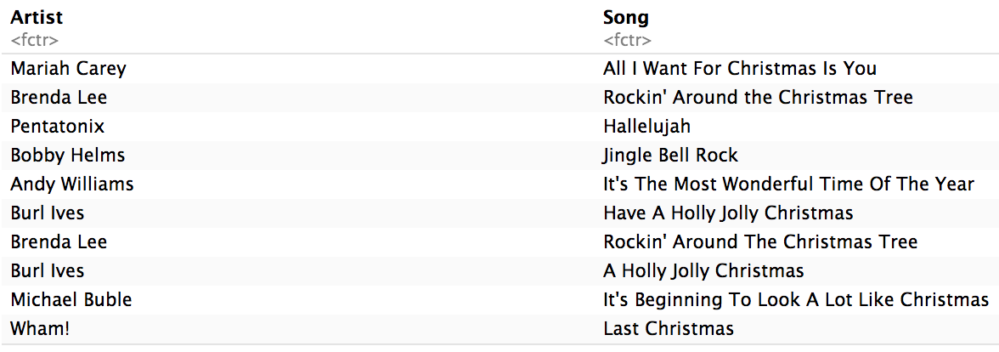 Artist Song
<fctr> <fctr>
Mariah Carey All I Want For Christmas Is You
Brenda Lee Rockin' Around the Christmas Tree
Pentatonix Hallelujah
Bobby Helms Jingle Bell Rock
Andy Williams It's The Most Wonderful Time Of The Year
Burl Ives Have A Holly Jolly Christmas
Brenda Lee Rockin' Around The Christmas Tree
Burl Ives A Holly Jolly Christmas
Michael Buble It's Beginning To Look A Lot Like Christmas
Wham! Last Christmas